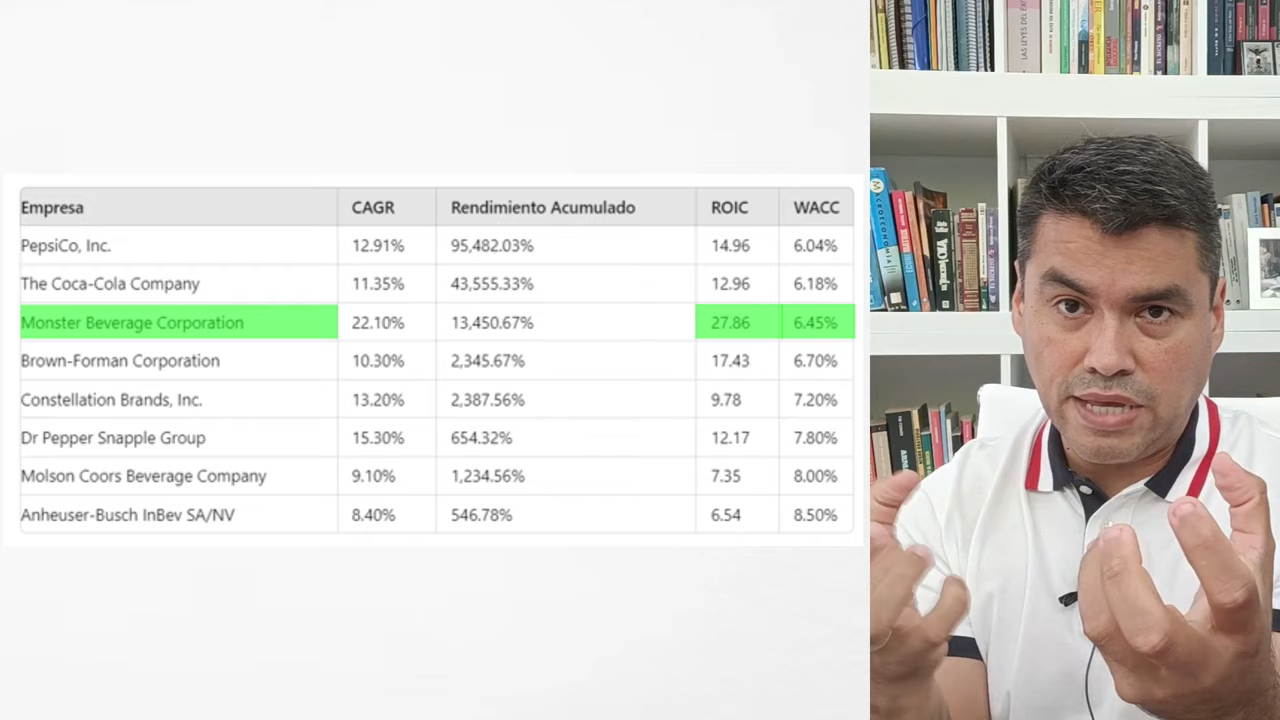 Empresa CAGR Rendimiento Acumulado ROIC WACC
PepsiCo, Inc. 12.91% 95,482.03% 14.96 6.04%
The Coca-Cola Company 11.35% 43,555.33% 12.96 6.18%
Monster Beverage Corporation 22.10% 13,450.67% 27.86 6.45%
Brown-Forman Corporation 10.30% 2,345.67% 17.43 6.70%
Constellation Brands, Inc. 13.20% 2,387.56% 9.78 7.20%
Dr Pepper Snapple Group 15.30% 654.32% 12.17 7.80%
Molson Coors Beverage Company 9.10% 1,234.56% 7.35 8.00%
Anheuser-Busch InBev SA/NV 8.40% 546.78% 6.54 8.50%
MACROECONOMÍA